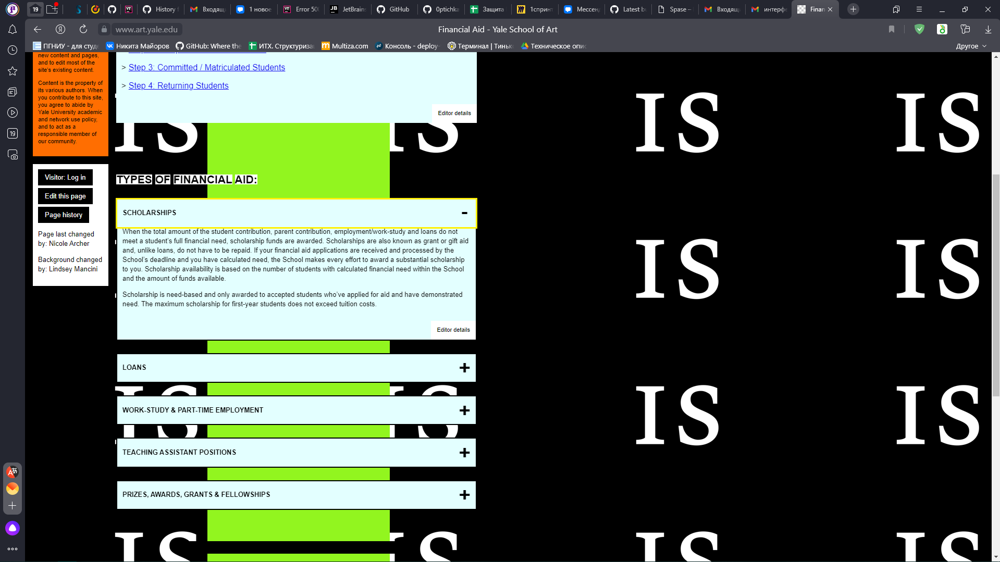 19
History f
Входящ
1 новое
Error 50
JetBrains
GitHub
0ptichka
Защита
1сприн
Мессен
Latest b
Spase –
Входящ
интерфе
Finan
www.art.yale.edu
Financial Aid - Yale School of Art
ПГНИУ - для студе
Никита Майоров
GitHub: Where the
ИТХ. Структуриза
Multiza.com
Консоль - deploy-
Терминал | Тиньк
Техническое опис
Другое
19
new content and pages,
and to edit most of the
site's existing content.
Content is the property of
its various authors. When
you contribute to this site,
you agree to abide by
Yale University academic
and network use policy,
and to act as a
responsible member of
our community.
Visitor: Log in
Edit this page
Page history
Page last changed
by: Nicole Archer
Background changed
by: Lindsey Mancini
> Step 3: Committed / Matriculated Students
> Step 4: Returning Students
Editor details
TYPES OF FINANCIAL AID:
SCHOLARSHIPS -
When the total amount of the student contribution, parent contribution, employment/work-study and loans do not
meet a student's full financial need, scholarship funds are awarded. Scholarships are also known as grant or gift aid
and, unlike loans, do not have to be repaid. If your financial aid applications are received and processed by the
School's deadline and you have calculated need, the School makes every effort to award a substantial scholarship
to you. Scholarship availability is based on the number of students with calculated financial need within the School
and the amount of funds available.
Scholarship is need-based and only awarded to accepted students who've applied for aid and have demonstrated
need. The maximum scholarship for first-year students does not exceed tuition costs.
Editor details
LOANS +
WORK-STUDY & PART-TIME EMPLOYMENT +
TEACHING ASSISTANT POSITIONS +
PRIZES, AWARDS, GRANTS & FELLOWSHIPS +
IS IS IS IS
IS IS
IS IS IS IS
IS IS IS IS